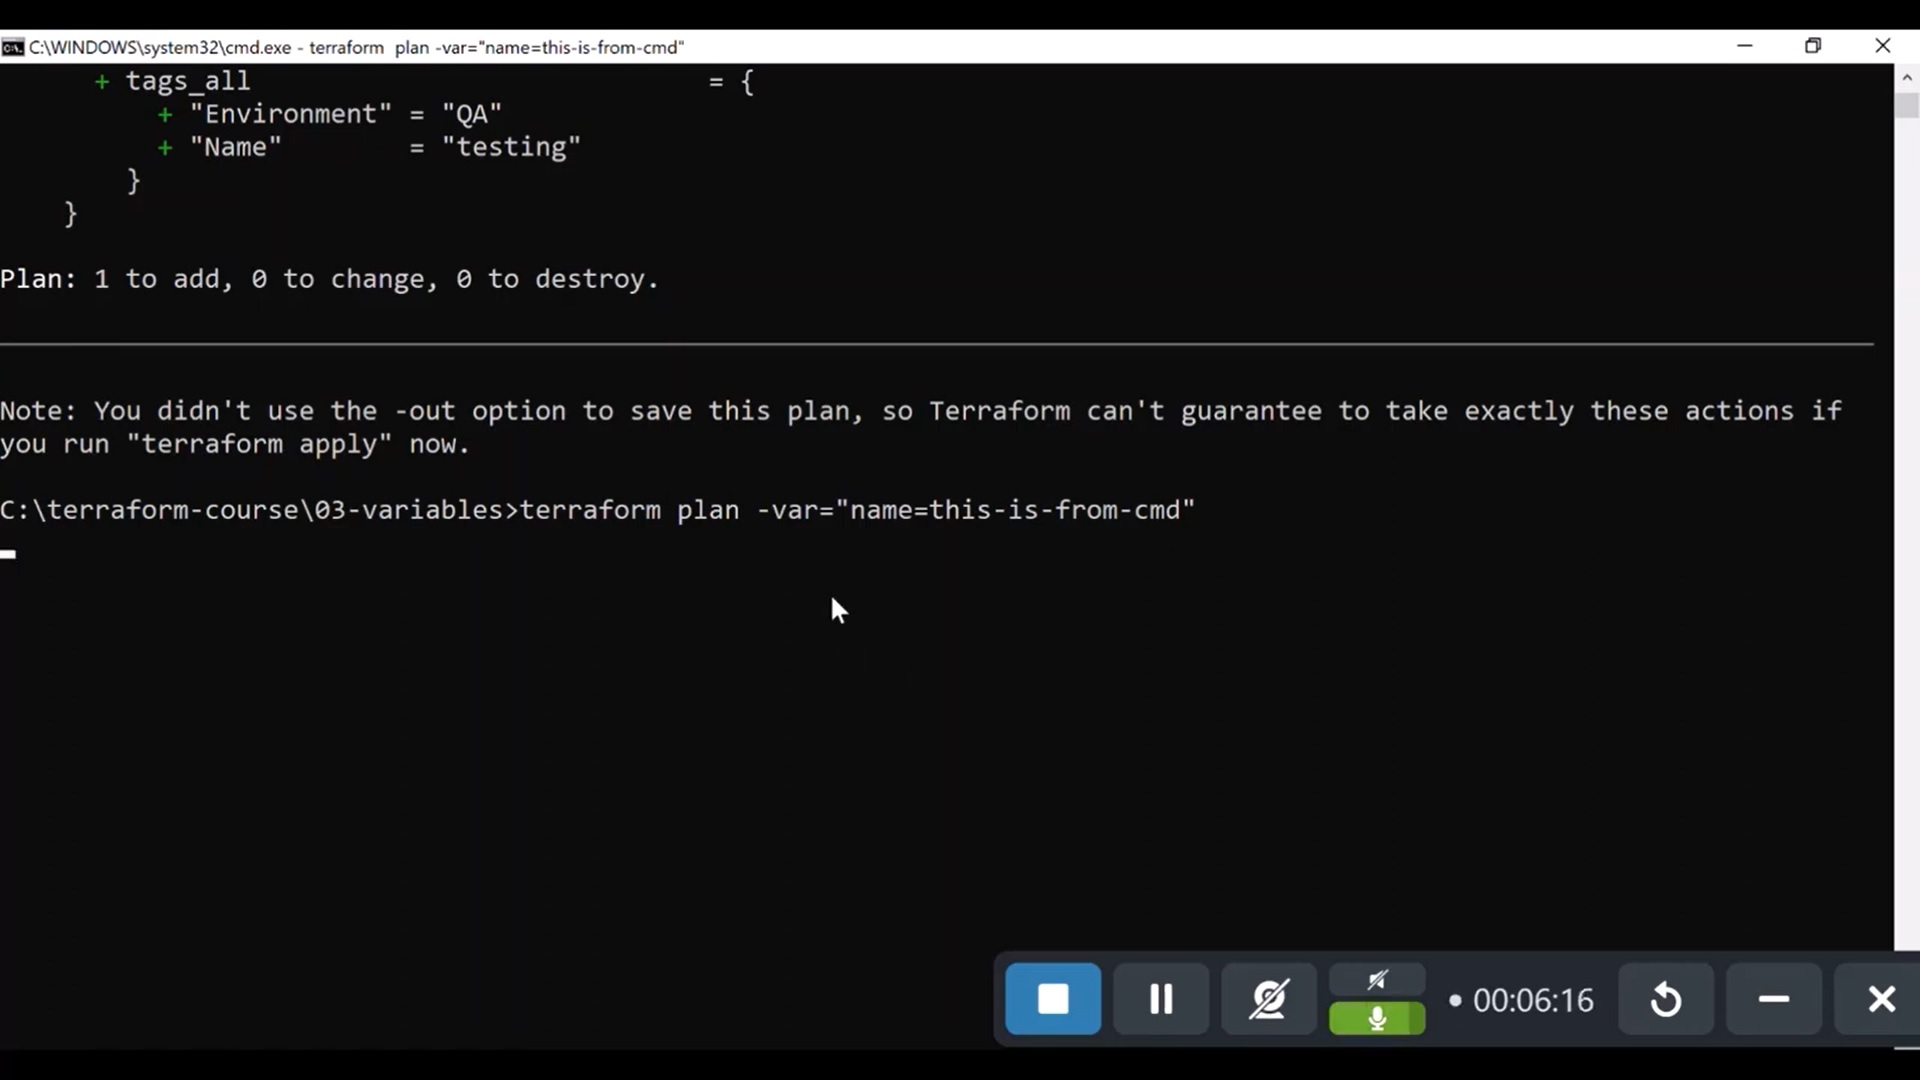 C:\WINDOWS\system32\cmd.exe - terraform  plan -var="name=this-is-from-cmd"
+ tags_all = {
+ "Environment" = "QA"
+ "Name" = "testing"
}
}
Plan: 1 to add, 0 to change, 0 to destroy.
Note: You didn't use the -out option to save this plan, so Terraform can't guarantee to take exactly these actions if
you run "terraform apply" now.
C:\terraform-course\03-variables>terraform plan -var="name=this-is-from-cmd"
00:06:16